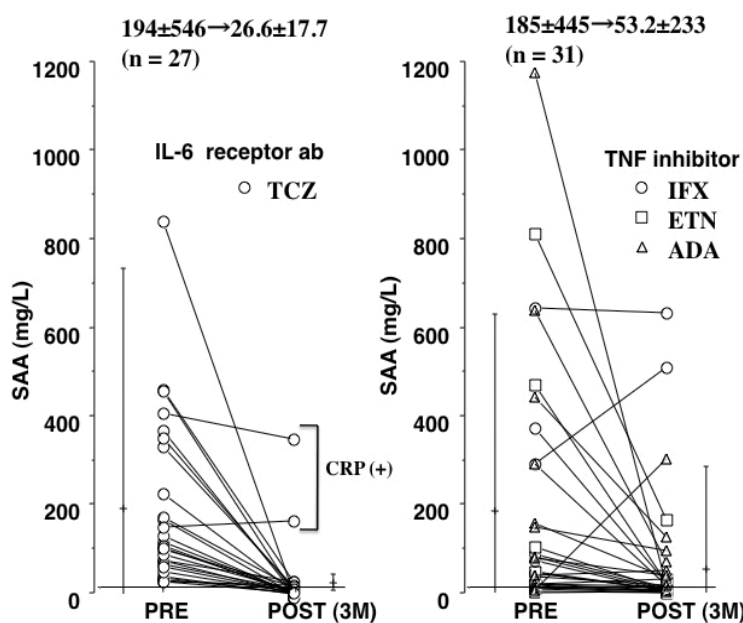 194±546→26.6±17.7
(n = 27)
1200
1000
800
600
400
200
0
SAA (mg/L)
IL-6 receptor ab
TCZ
CRP (+)
PRE
POST (3M)
185±445→53.2±233
(n = 31)
1200
1000
800
600
400
200
0
SAA (mg/L)
TNF inhibitor
IFX
ETN
ADA
PRE
POST (3M)